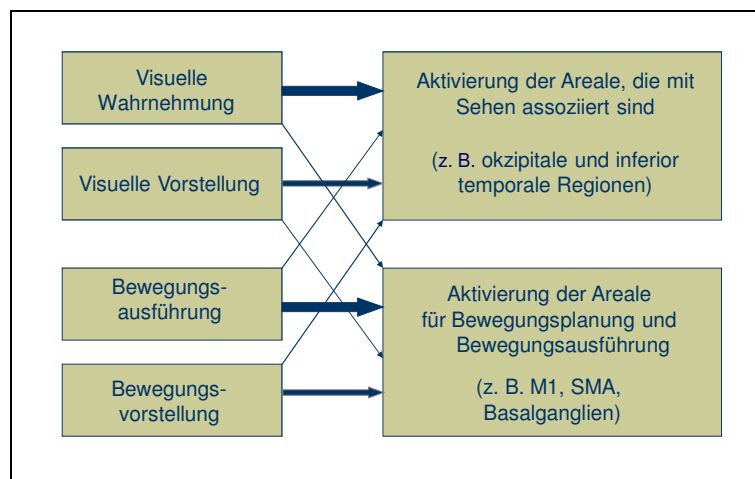 Visuelle
Wahrnehmung
Visuelle Vorstellung
Bewegungs-
ausführung
Bewegungs-
vorstellung
Aktivierung der Areale, die mit
Sehen assoziiert sind
(z. B. okzipitale und inferior
temporale Regionen)
Aktivierung der Areale
für Bewegungsplanung und
Bewegungsausführung
(z. B. M1, SMA,
Basalganglien)